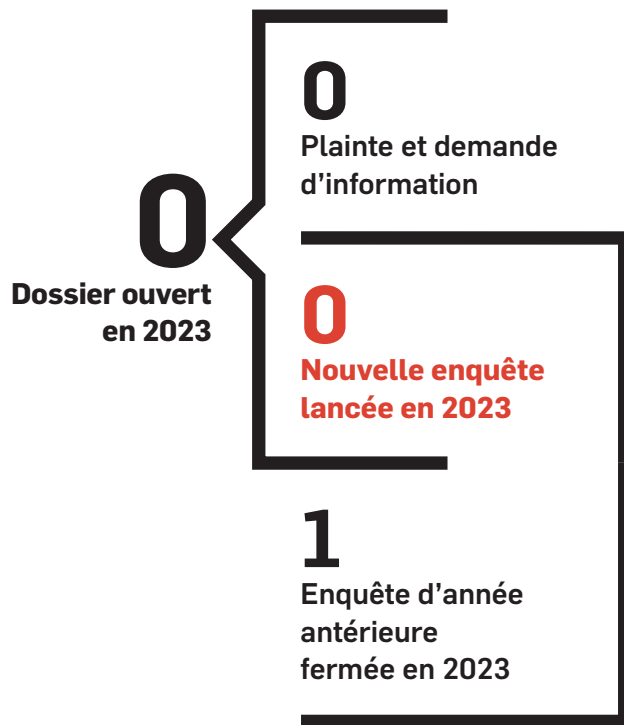 0
Dossier ouvert
en 2023
0
Plainte et demande
d’information
0
Nouvelle enquête
lancée en 2023
1
Enquête d’année
antérieure
fermée en 2023